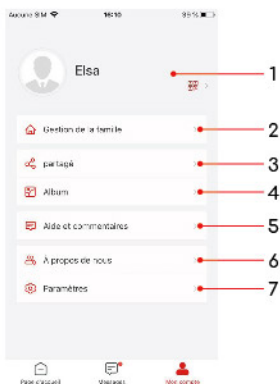 Aucune SIM 16:10 95%
Elsa
1
Gestion de la famille
2
partagé
3
Album
4
Aide et commentaires
5
À propos de nous
6
Paramètres
7
Page d'accueil Messages Mon compte